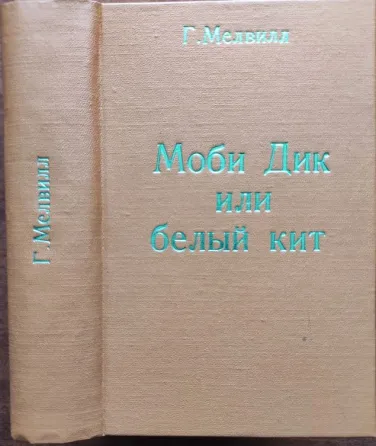 Г.Мелвилл
Г.Мелвилл
Моби Дик
или
белый кит